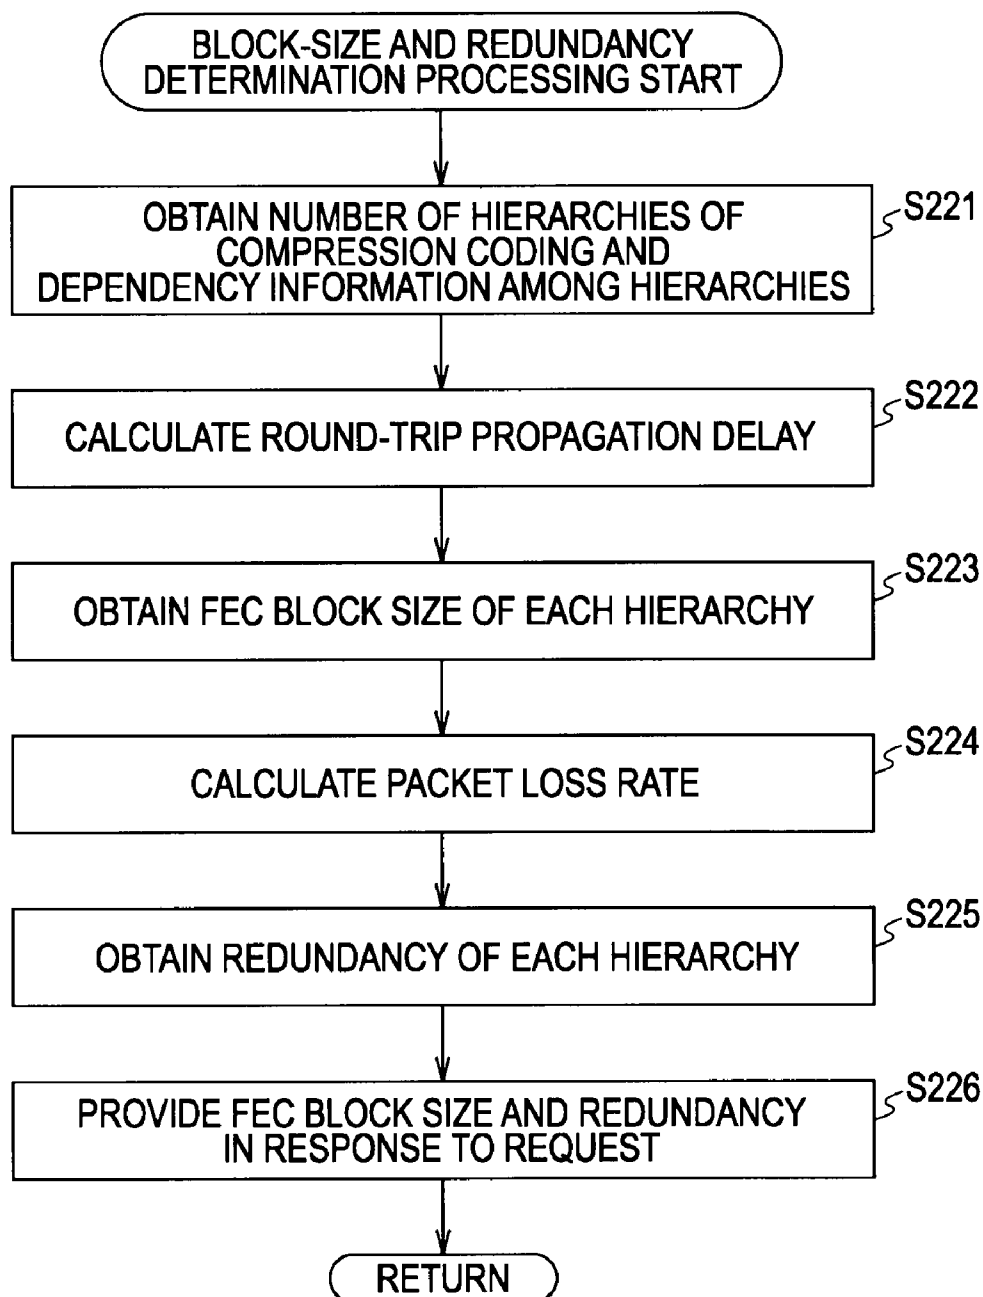 BLOCK-SIZE AND REDUNDANCY
DETERMINATION PROCESSING START
S221
OBTAIN NUMBER OF HIERARCHIES OF
COMPRESSION CODING AND
DEPENDENCY INFORMATION AMONG HIERARCHIES
S222
CALCULATE ROUND-TRIP PROPAGATION DELAY
S223
OBTAIN FEC BLOCK SIZE OF EACH HIERARCHY
S224
CALCULATE PACKET LOSS RATE
S225
OBTAIN REDUNDANCY OF EACH HIERARCHY
S226
PROVIDE FEC BLOCK SIZE AND REDUNDANCY
IN RESPONSE TO REQUEST
RETURN